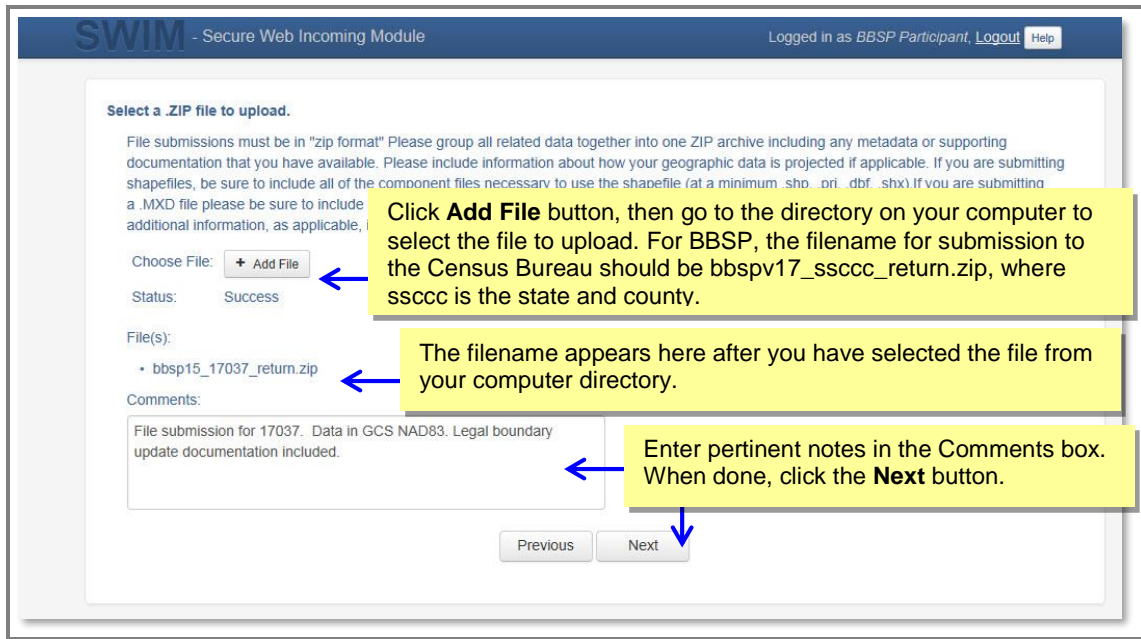 SWIM - Secure Web Incoming Module
Logged in as BBSP Participant, Logout Help
Select a .ZIP file to upload.
File submissions must be in "zip format" Please group all related data together into one ZIP archive including any metadata or supporting
documentation that you have available. Please include information about how your geographic data is projected if applicable. If you are submitting
shapefiles, be sure to include all of the component files necessary to use the shapefile (at a minimum .shp, .prj, .dbf, .shx).If you are submitting
a .MXD file please be sure to include
additional information, as applicable,
Click Add File button, then go to the directory on your computer to
select the file to upload. For BBSP, the filename for submission to
the Census Bureau should be bbspv17_ssccc_return.zip, where
ssccc is the state and county.
Choose File: + Add File
Status: Success
File(s):
• bbsp15_17037_return.zip
The filename appears here after you have selected the file from
your computer directory.
Comments:
File submission for 17037. Data in GCS NAD83. Legal boundary
update documentation included.
Enter pertinent notes in the Comments box.
When done, click the Next button.
Previous Next